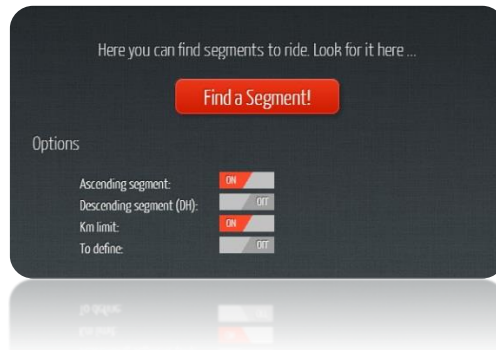 Here you can find segments to ride. Look for it here ...
Find a Segment!
Options
Ascending segment: ON
Descending segment (DH): OFF
Km limit: ON
To define: OFF